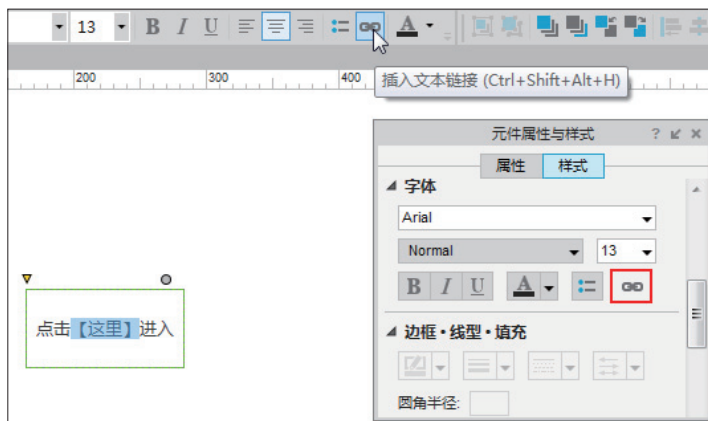 13 B I U A
插入文本链接 (Ctrl+Shift+Alt+H)
200 300 400
元件属性与样式 ?
属性 样式
字体
Arial
Normal 13
B I U A
点击【这里】进入
边框·线型·填充
圆角半径: